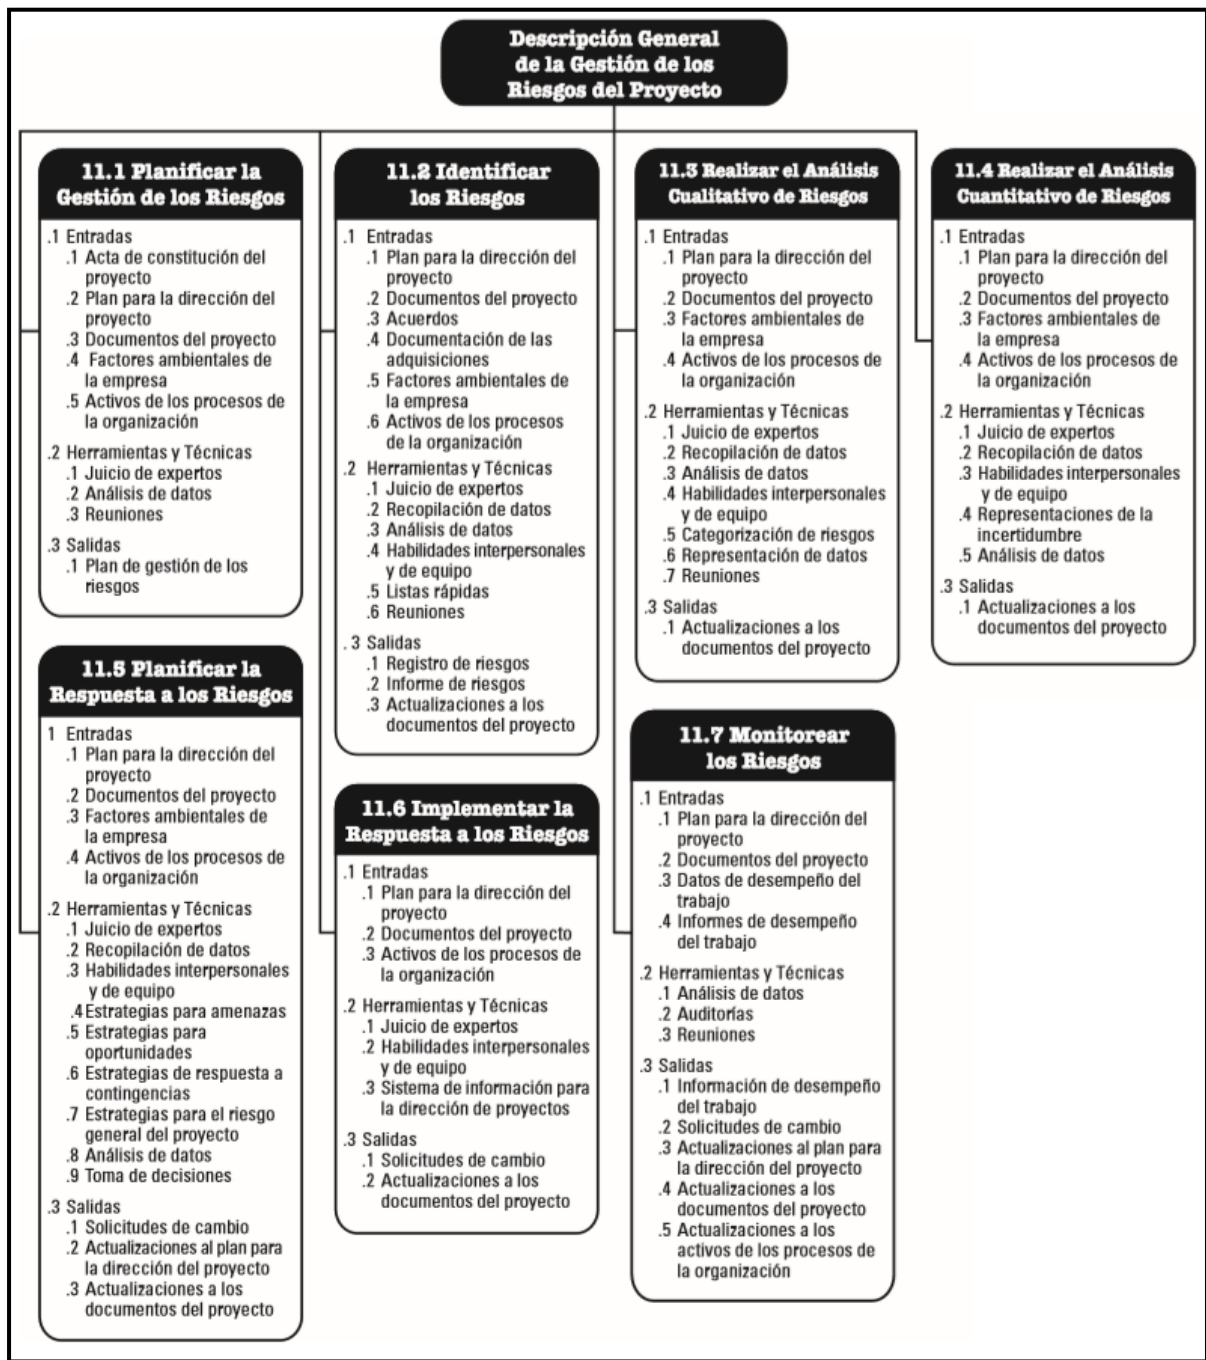 Descripción General
de la Gestión de los
Riesgos del Proyecto
11.1 Planificar la
Gestión de los Riesgos
.1 Entradas
.1 Acta de constitución del
proyecto
.2 Plan para la dirección del
proyecto
.3 Documentos del proyecto
.4 Factores ambientales de
la empresa
.5 Activos de los procesos de
la organización
.2 Herramientas y Técnicas
.1 Juicio de expertos
.2 Análisis de datos
.3 Reuniones
.3 Salidas
.1 Plan de gestión de los
riesgos
11.2 Identificar
los Riesgos
.1 Entradas
.1 Plan para la dirección del
proyecto
.2 Documentos del proyecto
.3 Acuerdos
.4 Documentación de las
adquisiciones
.5 Factores ambientales de
la empresa
.6 Activos de los procesos
de la organización
.2 Herramientas y Técnicas
.1 Juicio de expertos
.2 Recopilación de datos
.3 Análisis de datos
.4 Habilidades interpersonales
y de equipo
.5 Listas rápidas
.6 Reuniones
. 3 Salidas
.1 Registro de riesgos
.2 Informe de riesgos
.3 Actualizaciones a los
documentos del proyecto
11.3 Realizar el Análisis
Cualitativo de Riesgos
.1 Entradas
.1 Plan para la dirección del
proyecto
.2 Documentos del proyecto
.3 Factores ambientales de
la empresa
.4 Activos de los procesos de
la organización
.2 Herramientas y Técnicas
.1 Juicio de expertos
.2 Recopilación de datos
.3 Análisis de datos
.4 Habilidades interpersonales
y de equipo
.5 Categorización de riesgos
.6 Representación de datos
.7 Reuniones
.3 Salidas
.1 Actualizaciones a los
documentos del proyecto
11.4 Realizar el Análisis
Cuantitativo de Riesgos
.1 Entradas
.1 Plan para la dirección del
proyecto
.2 Documentos del proyecto
.3 Factores ambientales de
la empresa
.4 Activos de los procesos de
la organización
.2 Herramientas y Técnicas
.1 Juicio de expertos
.2 Recopilación de datos
.3 Habilidades interpersonales
y de equipo
.4 Representaciones de la
incertidumbre
.5 Análisis de datos
.3 Salidas
.1 Actualizaciones a los
documentos del proyecto
11.5 Planificar la
Respuesta a los Riesgos
1 Entradas
.1 Plan para la dirección del
proyecto
.2 Documentos del proyecto
.3 Factores ambientales de
la empresa
.4 Activos de los procesos de
la organización
.2 Herramientas y Técnicas
.1 Juicio de expertos
.2 Recopilación de datos
.3 Habilidades interpersonales
y de equipo
.4 Estrategias para amenazas
.5 Estrategias para
oportunidades
.6 Estrategias de respuesta a
contingencias
.7 Estrategias para el riesgo
general del proyecto
.8 Análisis de datos
.9 Toma de decisiones
.3 Salidas
.1 Solicitudes de cambio
.2 Actualizaciones al plan para
la dirección del proyecto
.3 Actualizaciones a los
documentos del proyecto
11.6 Implementar la
Respuesta a los Riesgos
.1 Entradas
.1 Plan para la dirección del
proyecto
.2 Documentos del proyecto
.3 Activos de los procesos de
la organización
.2 Herramientas y Técnicas
.1 Juicio de expertos
.2 Habilidades interpersonales
y de equipo
.3 Sistema de información para
la dirección de proyectos
.3 Salidas
.1 Solicitudes de cambio
.2 Actualizaciones a los
documentos del proyecto
11.7 Monitorear
los Riesgos
.1 Entradas
.1 Plan para la dirección del
proyecto
.2 Documentos del proyecto
.3 Datos de desempeño del
trabajo
.4 Informes de desempeño
del trabajo
.2 Herramientas y Técnicas
.1 Análisis de datos
.2 Auditorías
.3 Reuniones
.3 Salidas
.1 Información de desempeño
del trabajo
.2 Solicitudes de cambio
.3 Actualizaciones al plan para
la dirección del proyecto
.4 Actualizaciones a los
documentos del proyecto
.5 Actualizaciones a los
activos de los procesos de
la organización